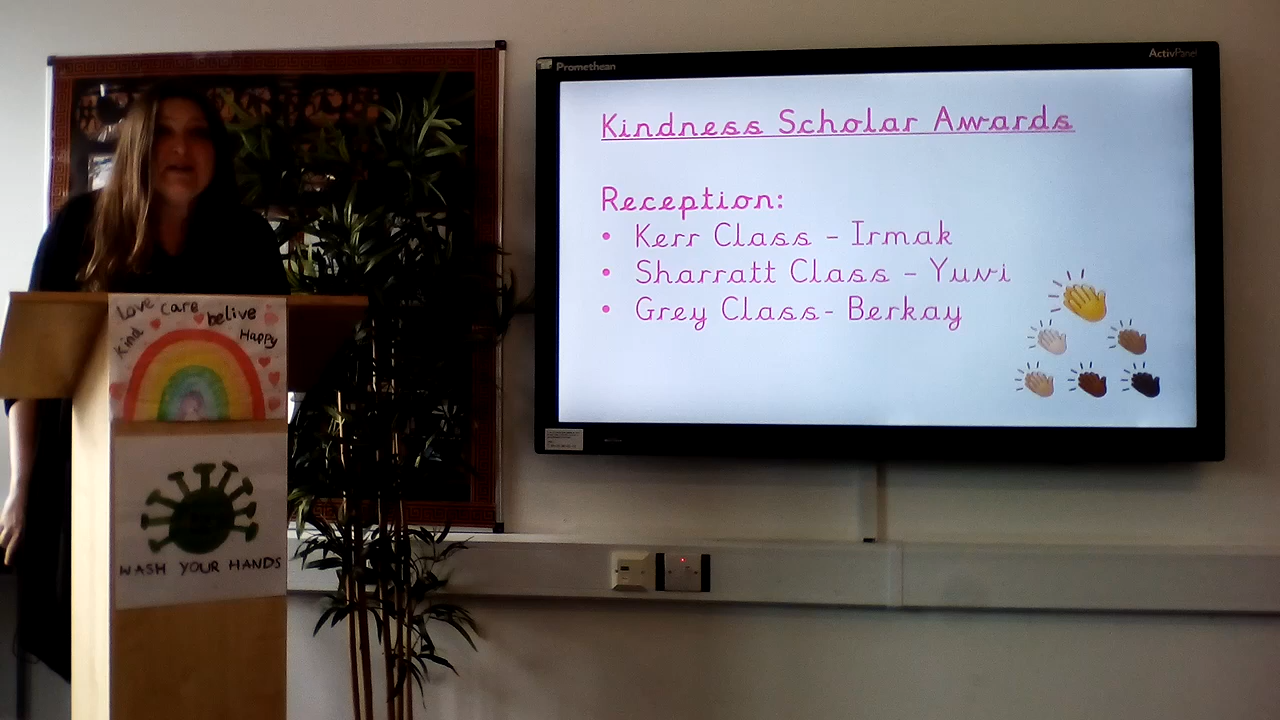 Promethean
ActivPanel
Kindness Scholar Awards
Reception:
• Kerr Class - Irmak
• Sharratt Class - Yuvi
• Grey Class- Berkay
love care
kind
belive
Happy
WASH YOUR HANDS